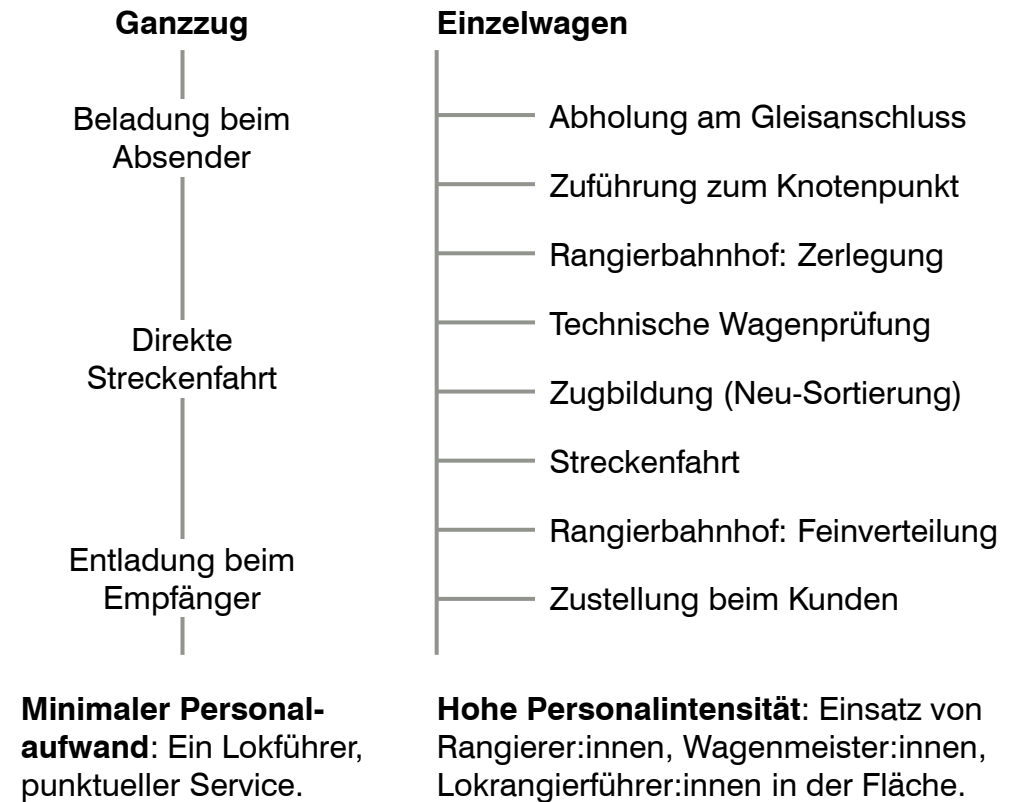 Ganzzug
Beladung beim
Absender
Direkte
Streckenfahrt
Entladung beim
Empfänger
Minimaler Personal-
aufwand: Ein Lokführer,
punktueller Service.
Einzelwagen
Abholung am Gleisanschluss
Zuführung zum Knotenpunkt
Rangierbahnhof: Zerlegung
Technische Wagenprüfung
Zugbildung (Neu-Sortierung)
Streckenfahrt
Rangierbahnhof: Feinverteilung
Zustellung beim Kunden
Hohe Personalintensität: Einsatz von
Rangierer:innen, Wagenmeister:innen,
Lokrangierführer:innen in der Fläche.